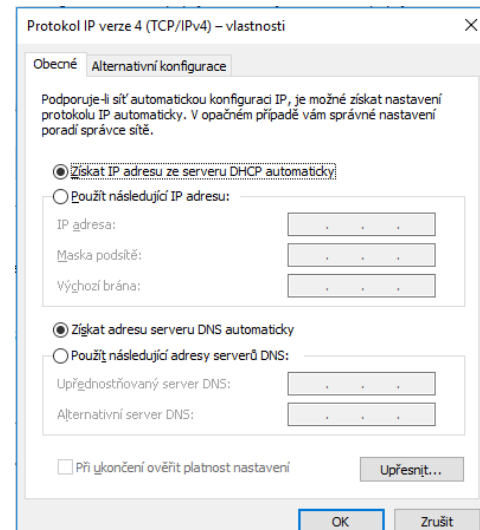 Protokol IP verze 4 (TCP/IPv4) – vlastnosti
Obecné
Alternativní konfigurace
Podporuje-li síť automatickou konfiguraci IP, je možné získat nastavení
protokolu IP automaticky. V opačném případě vám správné nastavení
poradí správce sítě.
Získat IP adresu ze serveru DHCP automaticky
Použít následující IP adresu:
IP adresa:
Maska podsítě:
Výchozí brána:
Získat adresu serveru DNS automaticky
Použít následující adresy serverů DNS:
Upřednostňovaný server DNS:
Alternativní server DNS:
Při ukončení ověřit platnost nastavení
Upřesnit...
OK
Zrušit